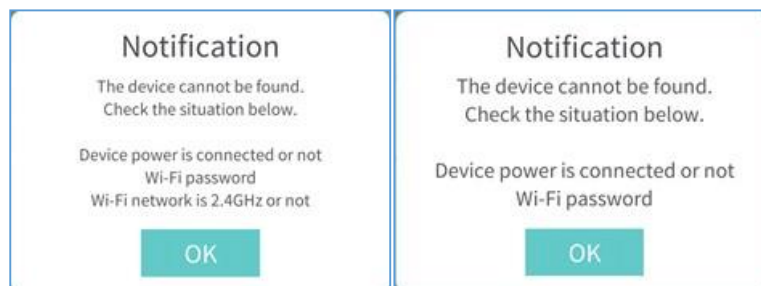 Notification
The device cannot be found.
Check the situation below.
Device power is connected or not
Wi-Fi password
Wi-Fi network is 2.4GHz or not
OK
Notification
The device cannot be found.
Check the situation below.
Device power is connected or not
Wi-Fi password
OK